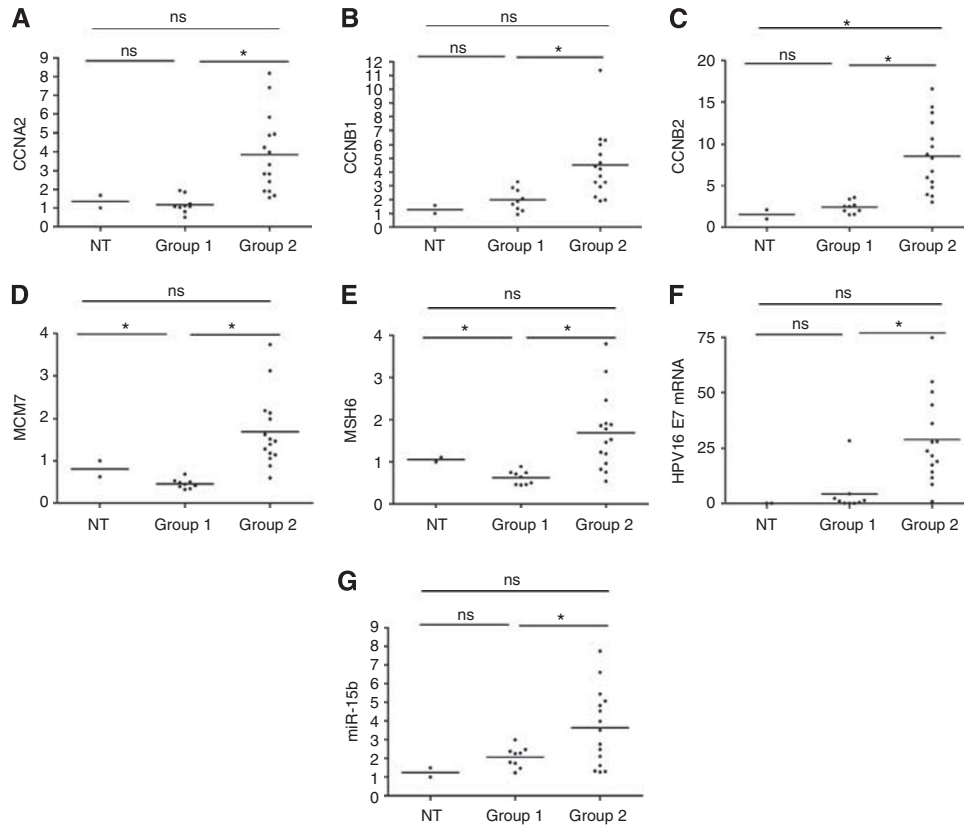 A
ns
ns
*
CCNA2
9
8
7
6
5
4
3
2
1
0
NT
Group 1
Group 2
B
ns
ns
*
CCNB1
12
11
10
9
8
7
6
5
4
3
2
1
0
NT
Group 1
Group 2
C
*
ns
*
CCNB2
20
15
10
5
0
NT
Group 1
Group 2
D
ns
*
*
MCM7
4
3
2
1
0
NT
Group 1
Group 2
E
ns
*
*
MSH6
4
3
2
1
0
NT
Group 1
Group 2
F
ns
ns
*
HPV16 E7 mRNA
75
50
25
0
NT
Group 1
Group 2
G
ns
ns
*
miR-15b
9
8
7
6
5
4
3
2
1
0
NT
Group 1
Group 2